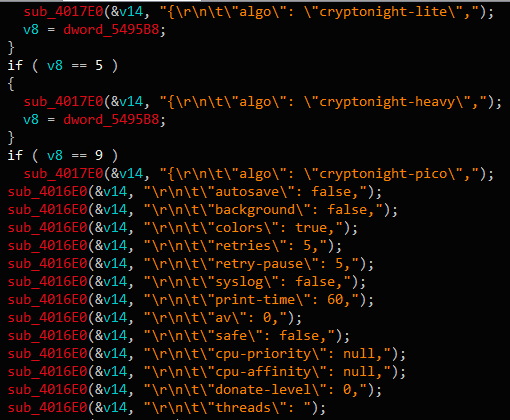 sub_4017E0(&v14, "{\r\n\t\"algo\": \"cryptonight-lite\",");
v8 = dword_5495B8;
}
if ( v8 == 5 )
{
sub_4017E0(&v14, "{\r\n\t\"algo\": \"cryptonight-heavy\",");
v8 = dword_5495B8;
}
if ( v8 == 9 )
sub_4017E0(&v14, "{\r\n\t\"algo\": \"cryptonight-pico\",");
sub_4016E0(&v14, "\r\n\t\"autosave\": false,");
sub_4016E0(&v14, "\r\n\t\"background\": false,");
sub_4016E0(&v14, "\r\n\t\"colors\": true,");
sub_4016E0(&v14, "\r\n\t\"retries\": 5,");
sub_4016E0(&v14, "\r\n\t\"retry-pause\": 5,");
sub_4016E0(&v14, "\r\n\t\"syslog\": false,");
sub_4016E0(&v14, "\r\n\t\"print-time\": 60,");
sub_4016E0(&v14, "\r\n\t\"av\": 0,");
sub_4016E0(&v14, "\r\n\t\"safe\": false,");
sub_4016E0(&v14, "\r\n\t\"cpu-priority\": null,");
sub_4016E0(&v14, "\r\n\t\"cpu-affinity\": null,");
sub_4016E0(&v14, "\r\n\t\"donate-level\": 0,");
sub_4016E0(&v14, "\r\n\t\"threads\": ");